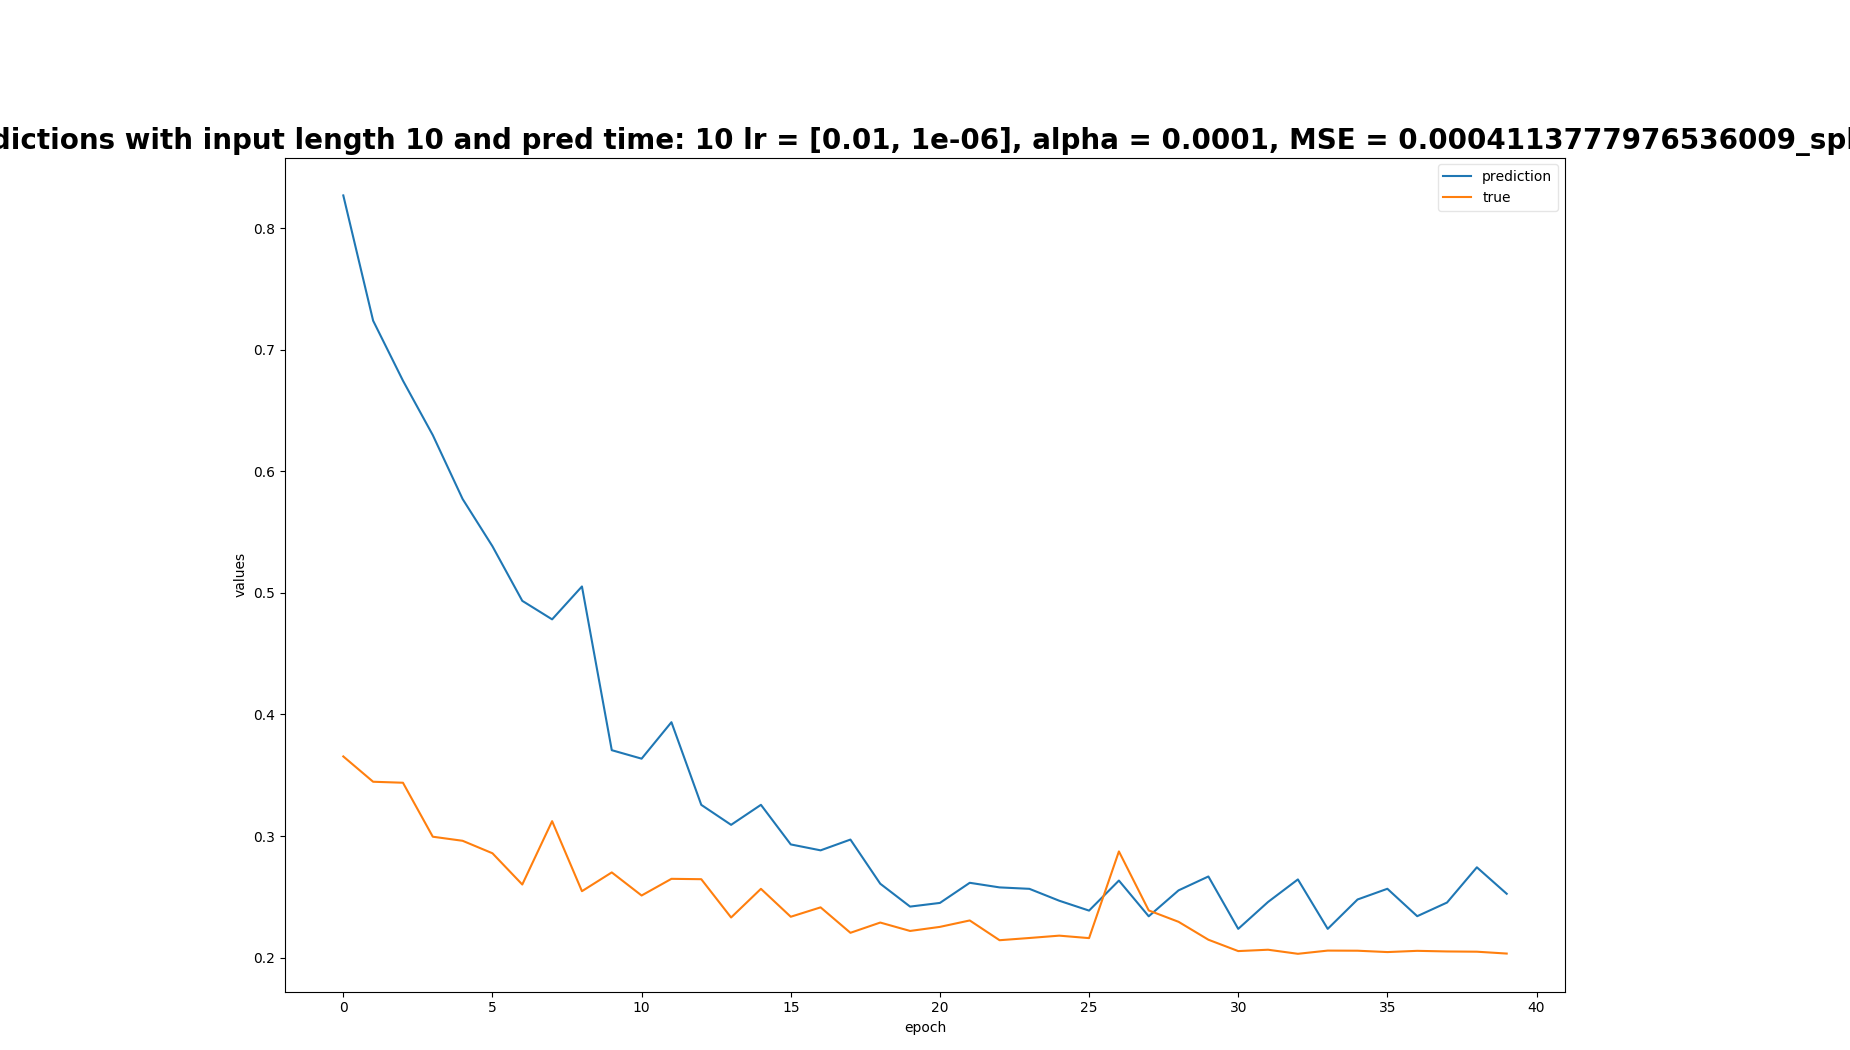 dictions with input length 10 and pred time: 10 lr = [0.01, 1e-06], alpha = 0.0001, MSE = 0.0004113777976536009_spl
prediction
true
0.8
0.7
0.6
0.5
0.4
0.3
0.2
values
0 5 10 15 20 25 30 35 40
epoch